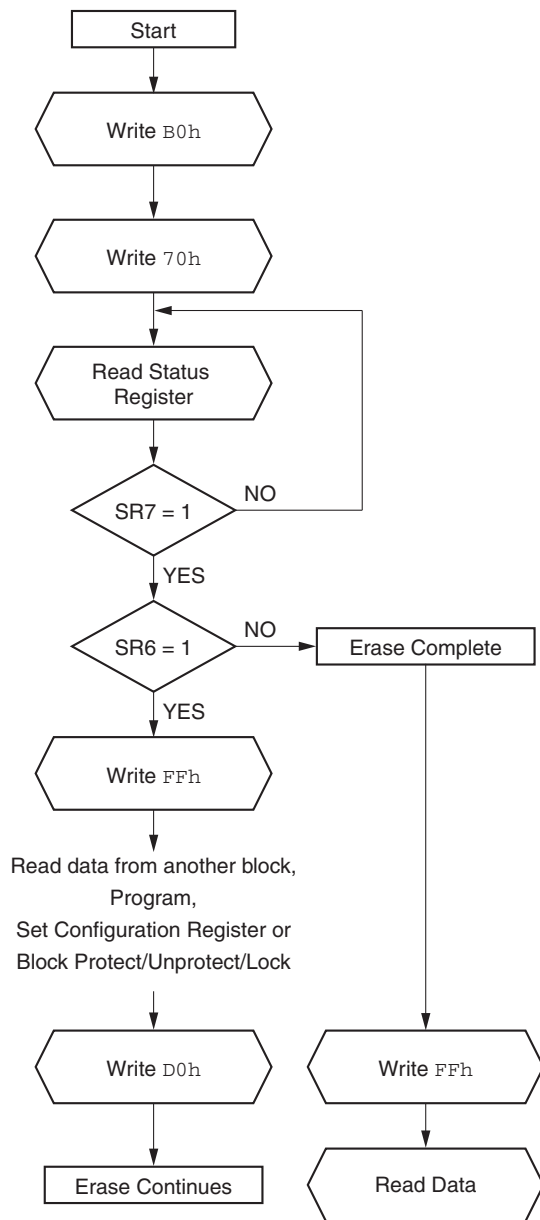 Start
Write B0h
Write 70h
Read Status
Register
SR7 = 1
NO
YES
SR6 = 1
NO
Erase Complete
YES
Write FFh
Read data from another block,
Program,
Set Configuration Register or
Block Protect/Unprotect/Lock
Write D0h
Write FFh
Erase Continues
Read Data